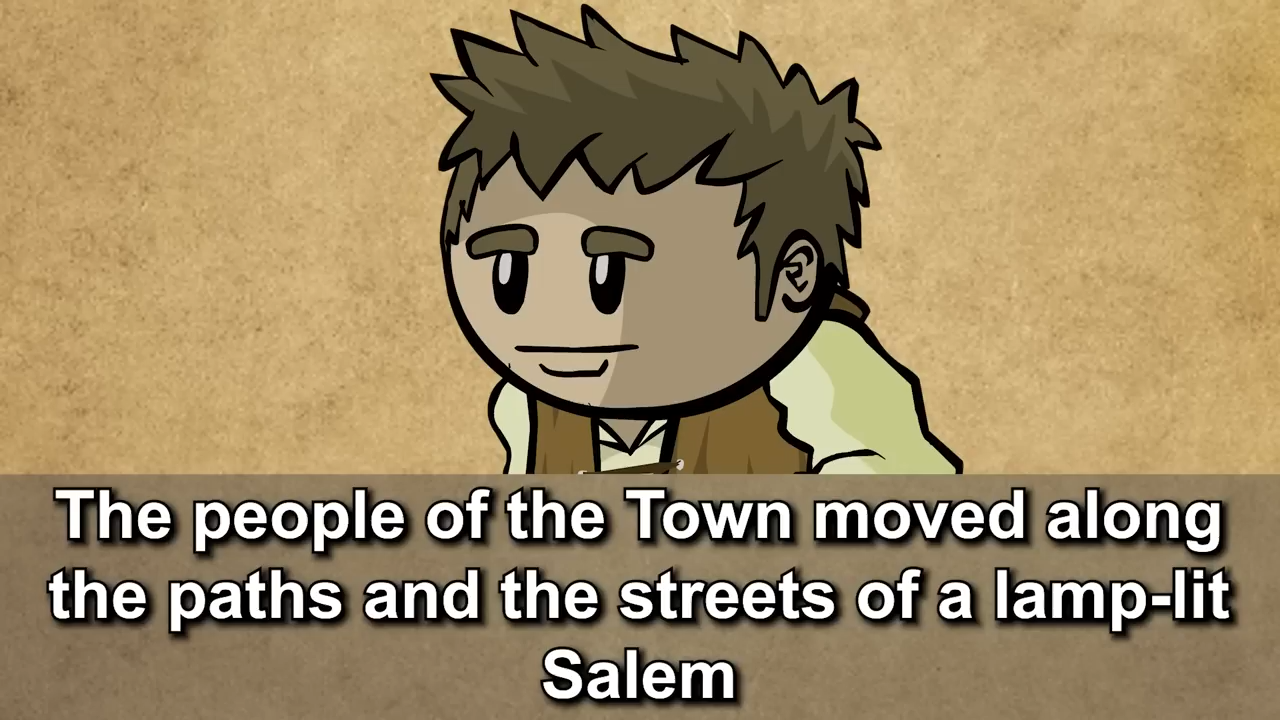 The people of the Town moved along
the paths and the streets of a lamp-lit
Salem